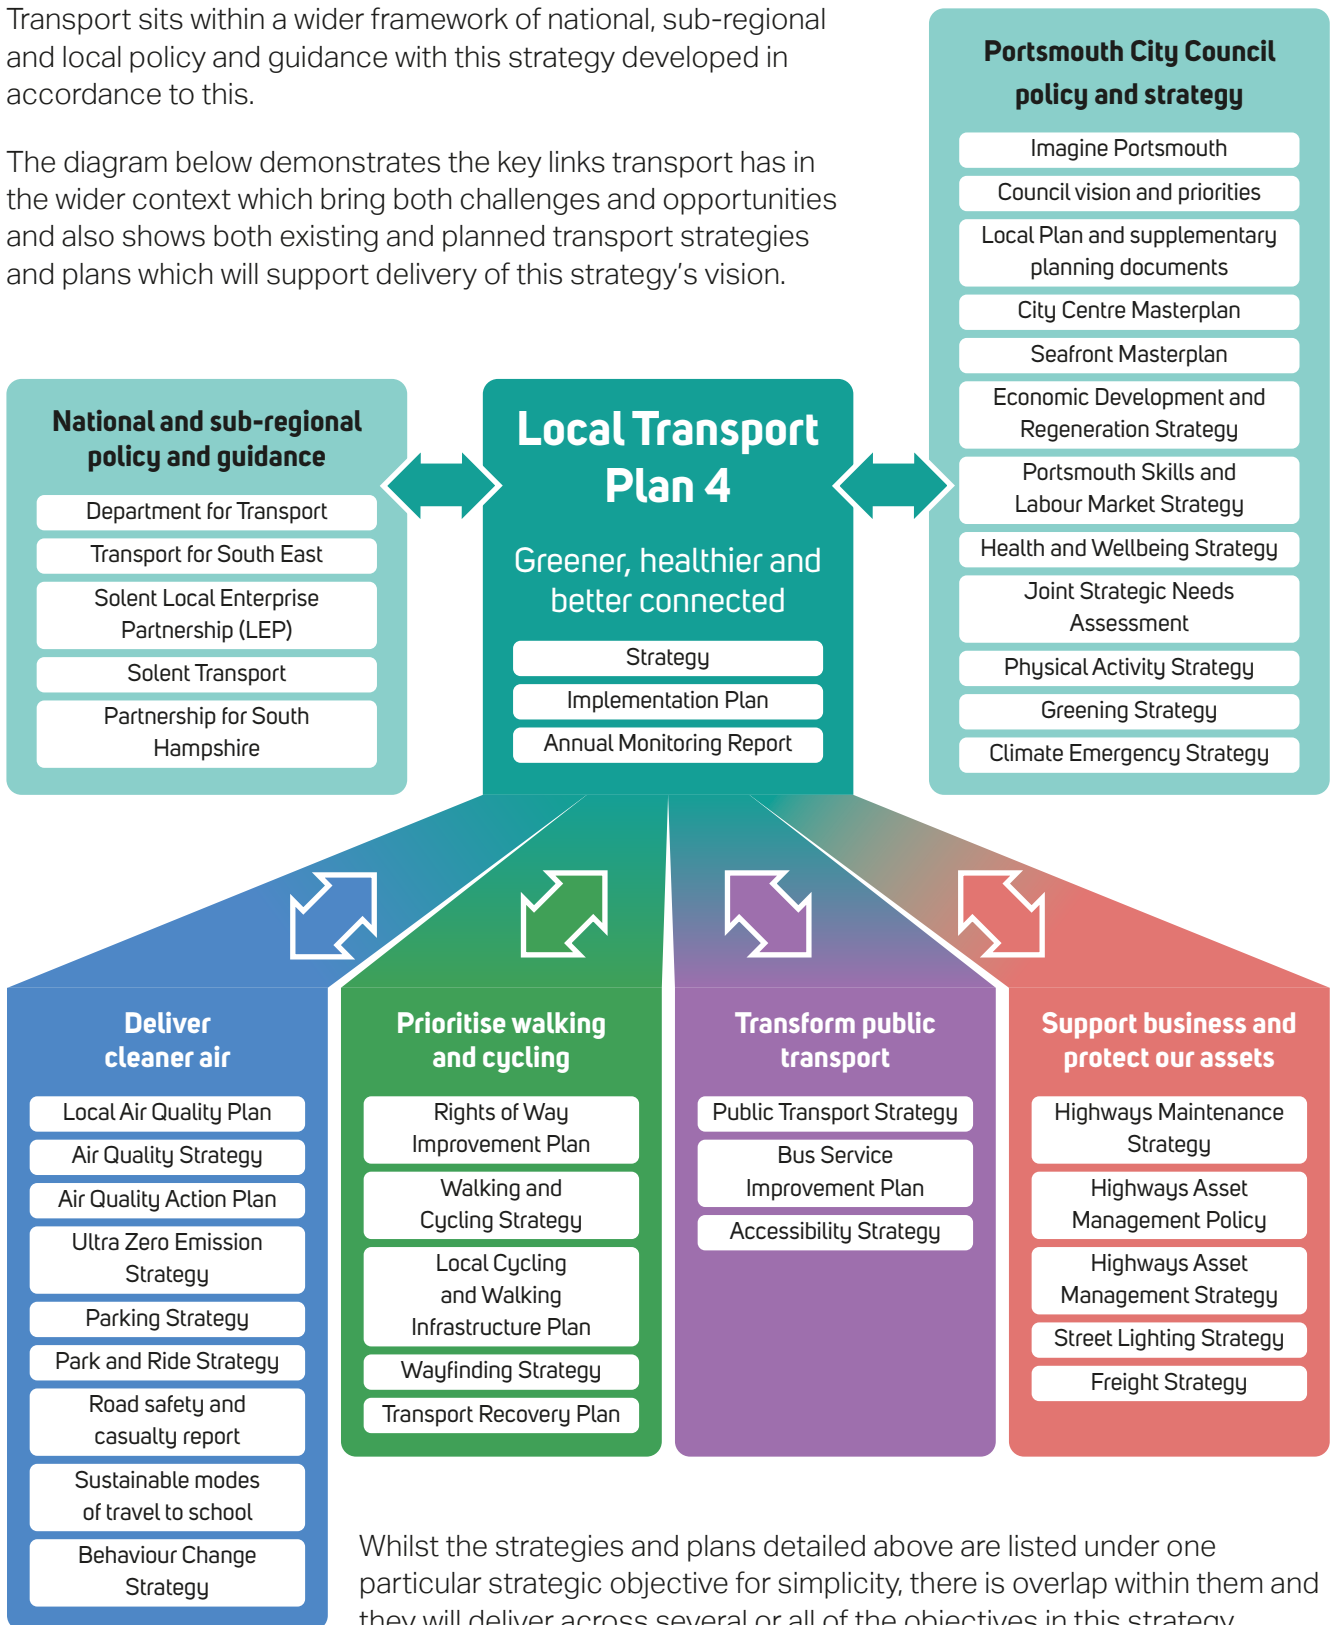 Transport sits within a wider framework of national, sub-regional
and local policy and guidance with this strategy developed in
accordance to this.
The diagram below demonstrates the key links transport has in
the wider context which bring both challenges and opportunities
and also shows both existing and planned transport strategies
and plans which will support delivery of this strategy’s vision.
Portsmouth City Council
policy and strategy
Imagine Portsmouth
Council vision and priorities
Local Plan and supplementary
planning documents
City Centre Masterplan
Seafront Masterplan
Economic Development and
Regeneration Strategy
Portsmouth Skills and
Labour Market Strategy
Health and Wellbeing Strategy
Joint Strategic Needs
Assessment
Physical Activity Strategy
Greening Strategy
Climate Emergency Strategy
National and sub-regional
policy and guidance
Department for Transport
Transport for South East
Solent Local Enterprise
Partnership (LEP)
Solent Transport
Partnership for South
Hampshire
Local Transport
Plan 4
Greener, healthier and
better connected
Strategy
Implementation Plan
Annual Monitoring Report
Deliver
cleaner air
Local Air Quality Plan
Air Quality Strategy
Air Quality Action Plan
Ultra Zero Emission
Strategy
Parking Strategy
Park and Ride Strategy
Road safety and
casualty report
Sustainable modes
of travel to school
Behaviour Change
Strategy
Prioritise walking
and cycling
Rights of Way
Improvement Plan
Walking and
Cycling Strategy
Local Cycling
and Walking
Infrastructure Plan
Wayfinding Strategy
Transport Recovery Plan
Transform public
transport
Public Transport Strategy
Bus Service
Improvement Plan
Accessibility Strategy
Support business and
protect our assets
Highways Maintenance
Strategy
Highways Asset
Management Policy
Highways Asset
Management Strategy
Street Lighting Strategy
Freight Strategy
Whilst the strategies and plans detailed above are listed under one
particular strategic objective for simplicity, there is overlap within them and
they will deliver across several or all of the objectives in this strategy